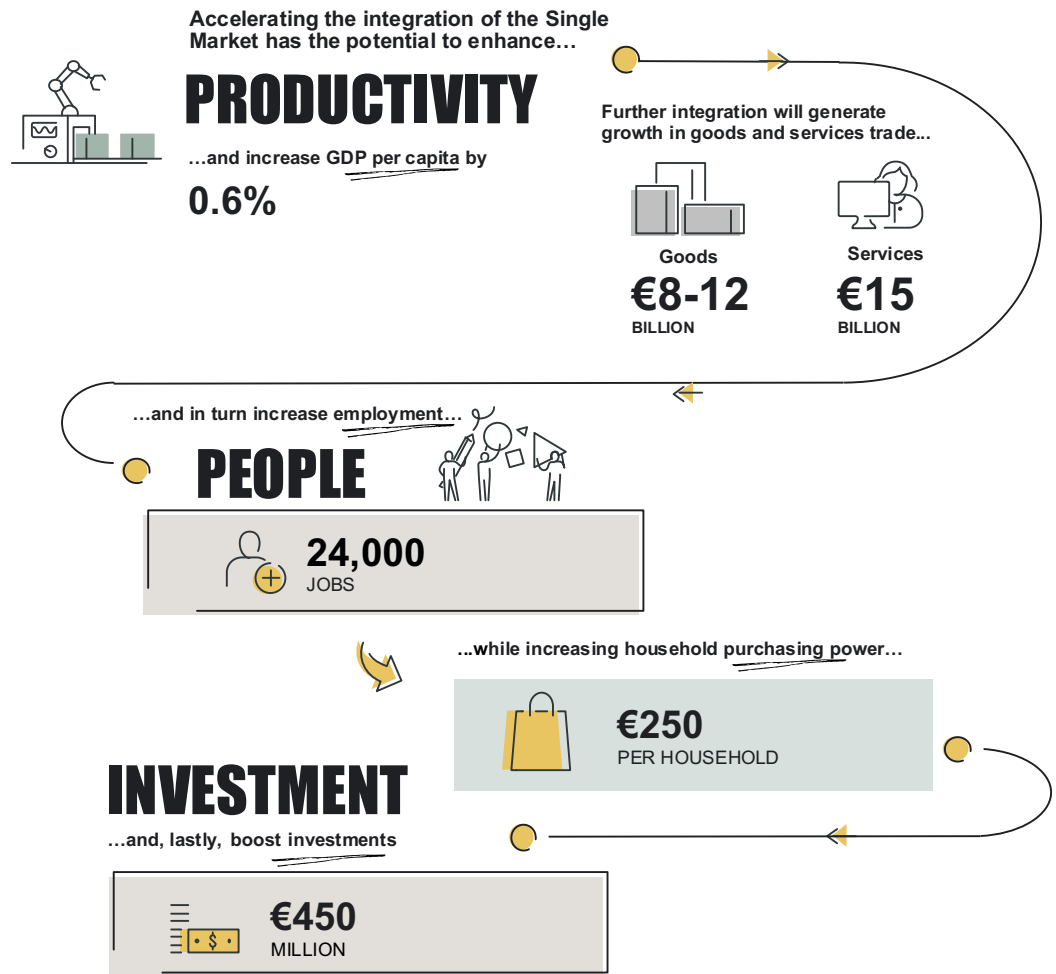 Accelerating the integration of the Single
Market has the potential to enhance…
PRODUCTIVITY
…and increase GDP per capita by
0.6%
Further integration will generate
growth in goods and services trade...
Goods
€8-12
BILLION
Services
€15
BILLION
…and in turn increase employment…
PEOPLE
24,000
JOBS
...while increasing household purchasing power…
€250
PER HOUSEHOLD
INVESTMENT
…and, lastly, boost investments
$
€450
MILLION